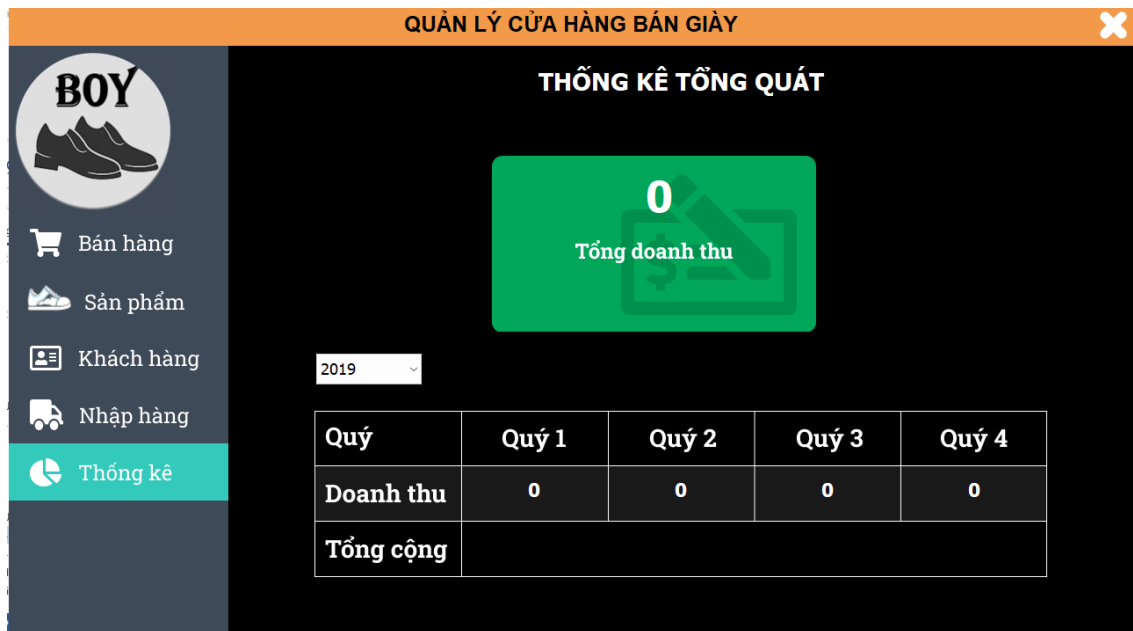 QUẢN LÝ CỬA HÀNG BÁN GIÀY
BOY
Bán hàng
Sản phẩm
Khách hàng
Nhập hàng
Thống kê
THỐNG KÊ TỔNG QUÁT
0
Tổng doanh thu
2019
Quý Quý 1 Quý 2 Quý 3 Quý 4
Doanh thu 0 0 0 0
Tổng cộng